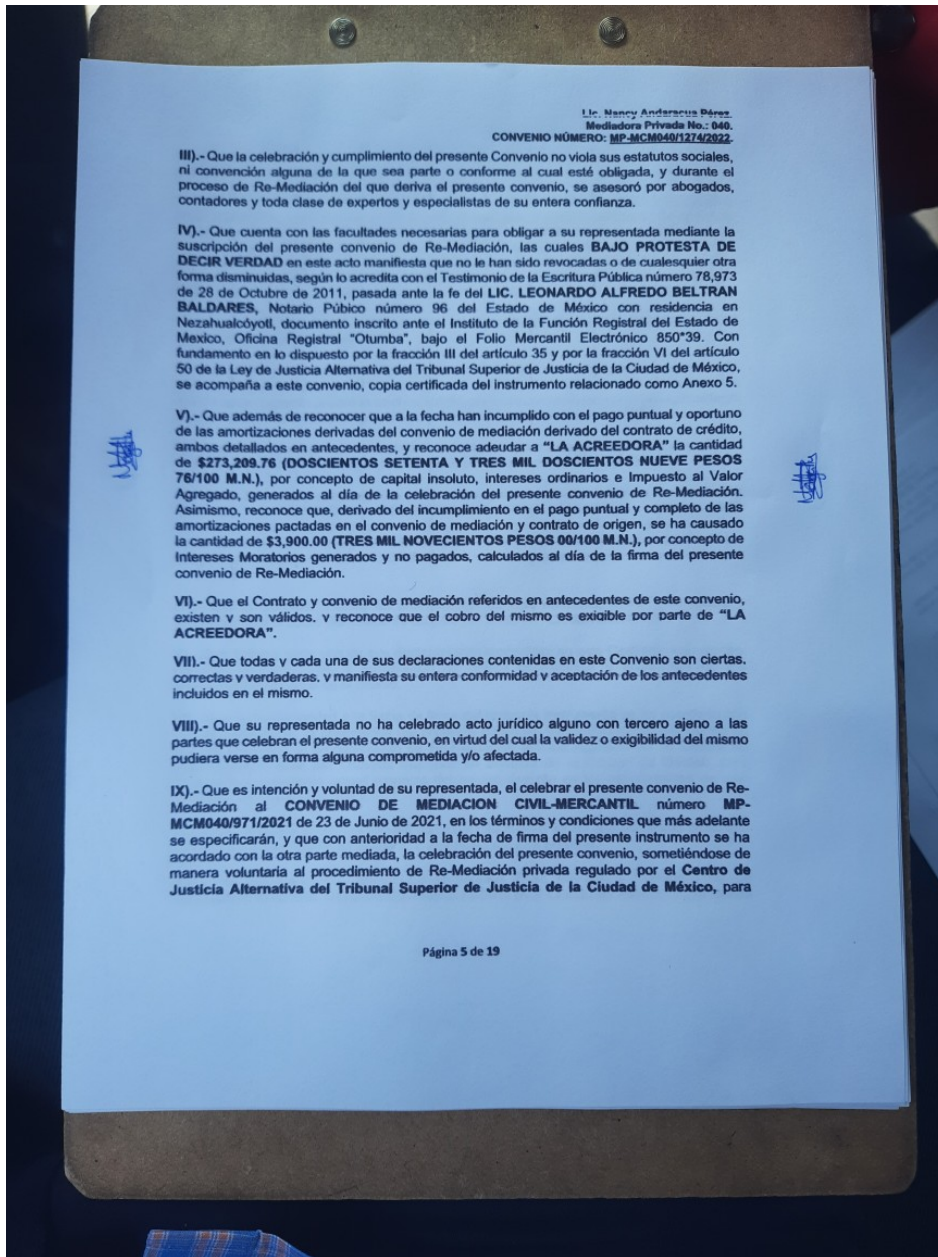 Lic. Nancy Andaracua Pérez
Mediadora Privada No.: 040.
CONVENIO NÚMERO: MP-MCM040/1274/2022.
III).- Que la celebración y cumplimiento del presente Convenio no viola sus estatutos sociales,
ni convención alguna de la que sea parte o conforme al cual esté obligada, y durante el
proceso de Re-Mediación del que deriva el presente convenio, se asesoró por abogados,
contadores y toda clase de expertos y especialistas de su entera confianza.
IV).- Que cuenta con las facultades necesarias para obligar a su representada mediante la
suscripción del presente convenio de Re-Mediación, las cuales BAJO PROTESTA DE
DECIR VERDAD en este acto manifiesta que no le han sido revocadas o de cualesquier otra
forma disminuidas, según lo acredita con el Testimonio de la Escritura Pública número 78,973
de 28 de Octubre de 2011, pasada ante la fe del LIC. LEONARDO ALFREDO BELTRAN
BALDARES, Notario Púbico número 96 del Estado de México con residencia en
Nezahualcóyotl, documento inscrito ante el Instituto de la Función Registral del Estado de
Mexico, Oficina Registral "Otumba", bajo el Folio Mercantil Electrónico 850*39. Con
fundamento en lo dispuesto por la fracción III del artículo 35 y por la fracción VI del artículo
50 de la Ley de Justicia Alternativa del Tribunal Superior de Justicia de la Ciudad de México,
se acompaña a este convenio, copia certificada del instrumento relacionado como Anexo 5.
V).- Que además de reconocer que a la fecha han incumplido con el pago puntual y oportuno
de las amortizaciones derivadas del convenio de mediación derivado del contrato de crédito,
ambos detallados en antecedentes, y reconoce adeudar a "LA ACREEDORA" la cantidad
de $273,209.76 (DOSCIENTOS SETENTA Y TRES MIL DOSCIENTOS NUEVE PESOS
76/100 M.N.), por concepto de capital insoluto, intereses ordinarios e Impuesto al Valor
Agregado, generados al día de la celebración del presente convenio de Re-Mediación.
Asimismo, reconoce que, derivado del incumplimiento en el pago puntual y completo de las
amortizaciones pactadas en el convenio de mediación y contrato de origen, se ha causado
la cantidad de $3,900.00 (TRES MIL NOVECIENTOS PESOS 00/100 M.N.), por concepto de
Intereses Moratorios generados y no pagados, calculados al día de la firma del presente
convenio de Re-Mediación.
VI).- Que el Contrato y convenio de mediación referidos en antecedentes de este convenio,
existen y son válidos, y reconoce que el cobro del mismo es exigible por parte de "LA
ACREEDORA".
VII).- Que todas y cada una de sus declaraciones contenidas en este Convenio son ciertas,
correctas y verdaderas, y manifiesta su entera conformidad y aceptación de los antecedentes
incluidos en el mismo.
VIII).- Que su representada no ha celebrado acto jurídico alguno con tercero ajeno a las
partes que celebran el presente convenio, en virtud del cual la validez o exigibilidad del mismo
pudiera verse en forma alguna comprometida y/o afectada.
IX).- Que es intención y voluntad de su representada, el celebrar el presente convenio de Re-
Mediación al CONVENIO DE MEDIACION CIVIL-MERCANTIL número MP-
MCM040/971/2021 de 23 de Junio de 2021, en los términos y condiciones que más adelante
se especificarán, y que con anterioridad a la fecha de firma del presente instrumento se ha
acordado con la otra parte mediada, la celebración del presente convenio, sometiéndose de
manera voluntaria al procedimiento de Re-Mediación privada regulado por el Centro de
Justicia Alternativa del Tribunal Superior de Justicia de la Ciudad de México, para
Página 5 de 19